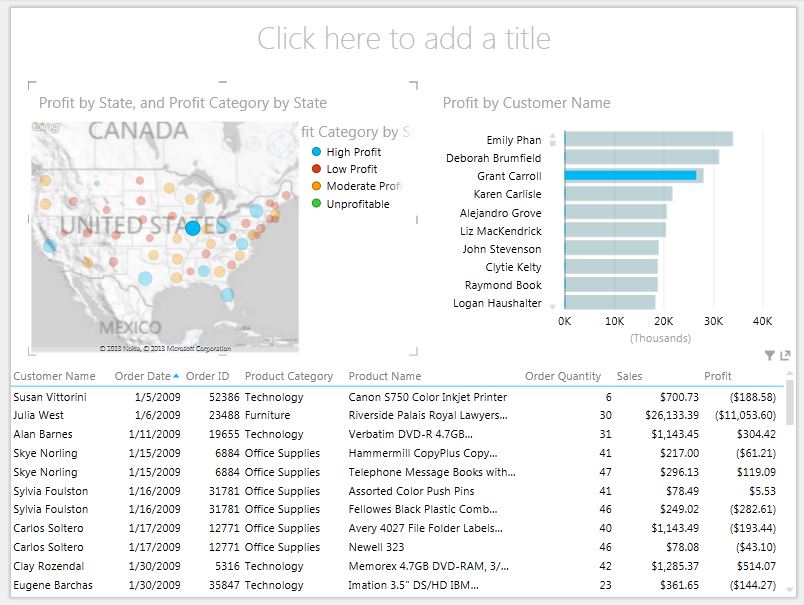 Click here to add a title
Profit by State, and Profit Category by State
Profit by Customer Name
bing
CANADA
UNITED STATES
MEXICO
© 2013 Nokia, © 2013 Microsoft Corporation
fit Category by S
High Profit
Low Profit
Moderate Profi
Unprofitable
Emily Phan
Deborah Brumfield
Grant Carroll
Karen Carlisle
Alejandro Grove
Liz MacKendrick
John Stevenson
Clytie Kelty
Raymond Book
Logan Haushalter
0K 10K 20K 30K 40K
(Thousands)
Customer Name Order Date Order ID Product Category Product Name Order Quantity Sales Profit
Susan Vittorini 1/5/2009 52386 Technology Canon S750 Color Inkjet Printer 6 $700.73 ($188.58)
Julia West 1/6/2009 23488 Furniture Riverside Palais Royal Lawyers... 30 $26,133.39 ($11,053.60)
Alan Barnes 1/11/2009 19655 Technology Verbatim DVD-R 4.7GB... 31 $1,143.45 $304.42
Skye Norling 1/15/2009 6884 Office Supplies Hammermill CopyPlus Copy... 41 $217.00 ($61.21)
Skye Norling 1/15/2009 6884 Office Supplies Telephone Message Books with... 47 $296.13 $119.09
Sylvia Foulston 1/16/2009 31781 Office Supplies Assorted Color Push Pins 41 $78.49 $5.53
Sylvia Foulston 1/16/2009 31781 Office Supplies Fellowes Black Plastic Comb... 46 $249.02 ($282.61)
Carlos Soltero 1/17/2009 12771 Office Supplies Avery 4027 File Folder Labels... 40 $1,143.49 ($193.44)
Carlos Soltero 1/17/2009 12771 Office Supplies Newell 323 46 $78.08 ($43.10)
Clay Rozendal 1/30/2009 5316 Technology Memorex 4.7GB DVD-RAM, 3/... 42 $1,285.37 $514.07
Eugene Barchas 1/30/2009 35847 Technology Imation 3.5" DS/HD IBM... 23 $361.65 ($144.27)